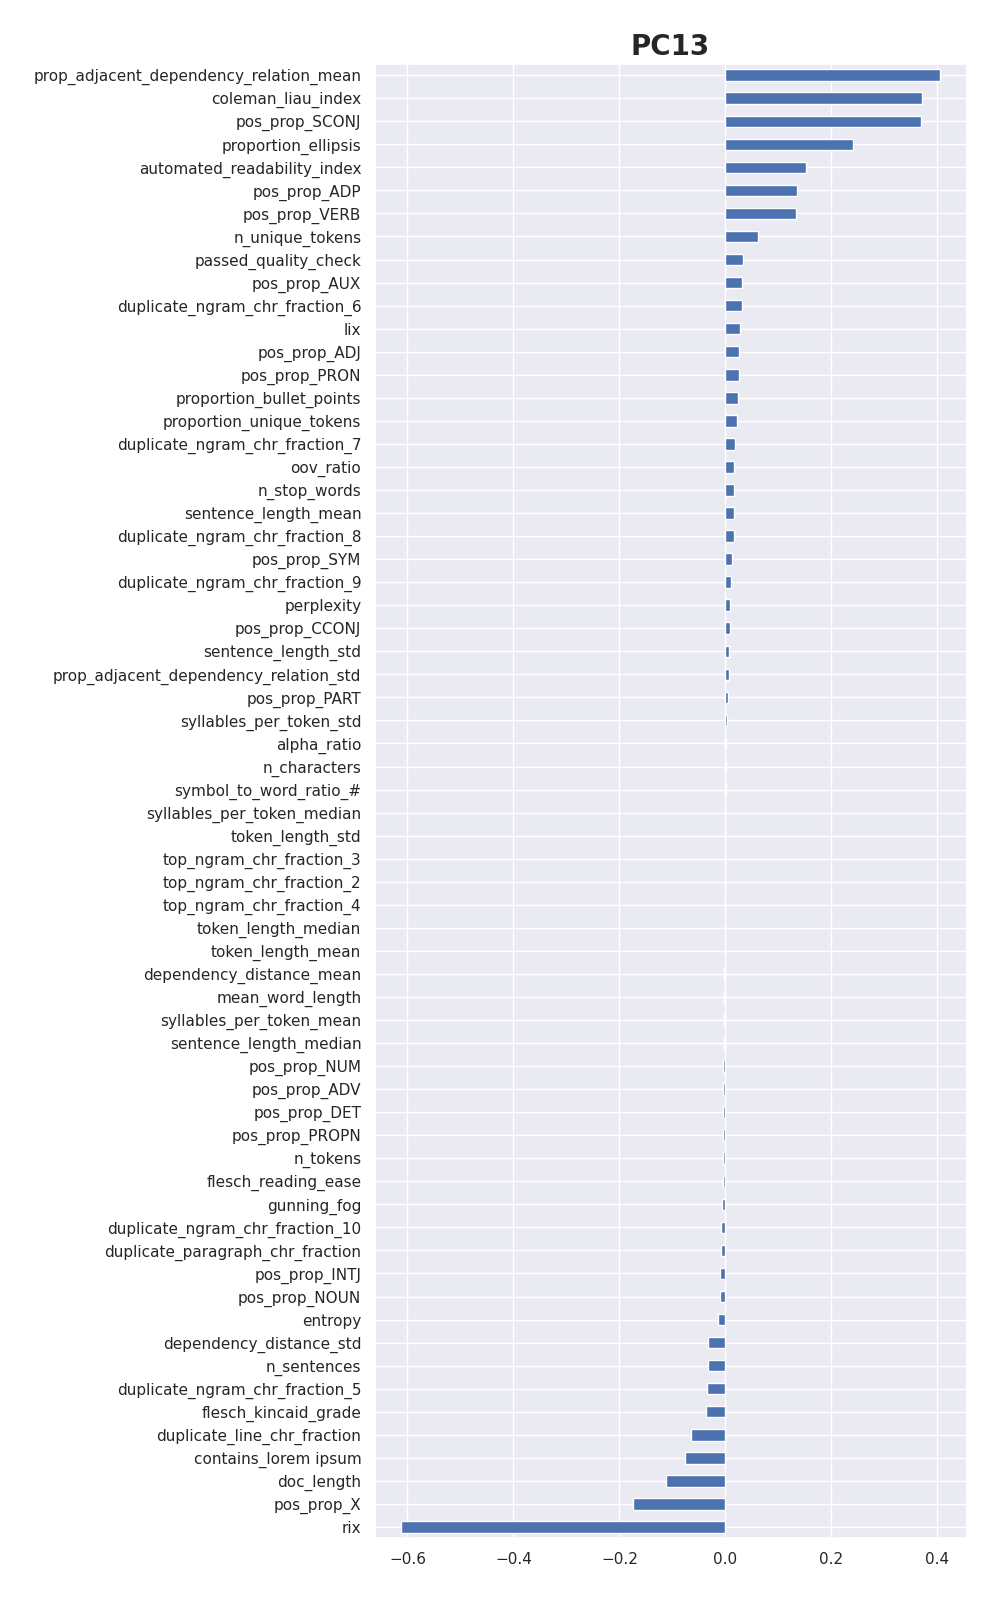 PC13
prop_adjacent_dependency_relation_mean
coleman_liau_index
pos_prop_SCONJ
proportion_ellipsis
automated_readability_index
pos_prop_ADP
pos_prop_VERB
n_unique_tokens
passed_quality_check
pos_prop_AUX
duplicate_ngram_chr_fraction_6
lix
pos_prop_ADJ
pos_prop_PRON
proportion_bullet_points
proportion_unique_tokens
duplicate_ngram_chr_fraction_7
oov_ratio
n_stop_words
sentence_length_mean
duplicate_ngram_chr_fraction_8
pos_prop_SYM
duplicate_ngram_chr_fraction_9
perplexity
pos_prop_CCONJ
sentence_length_std
prop_adjacent_dependency_relation_std
pos_prop_PART
syllables_per_token_std
alpha_ratio
n_characters
symbol_to_word_ratio_#
syllables_per_token_median
token_length_std
top_ngram_chr_fraction_3
top_ngram_chr_fraction_2
top_ngram_chr_fraction_4
token_length_median
token_length_mean
dependency_distance_mean
mean_word_length
syllables_per_token_mean
sentence_length_median
pos_prop_NUM
pos_prop_ADV
pos_prop_DET
pos_prop_PROPN
n_tokens
flesch_reading_ease
gunning_fog
duplicate_ngram_chr_fraction_10
duplicate_paragraph_chr_fraction
pos_prop_INTJ
pos_prop_NOUN
entropy
dependency_distance_std
n_sentences
duplicate_ngram_chr_fraction_5
flesch_kincaid_grade
duplicate_line_chr_fraction
contains_lorem ipsum
doc_length
pos_prop_X
rix
−0.6 −0.4 −0.2 0.0 0.2 0.4